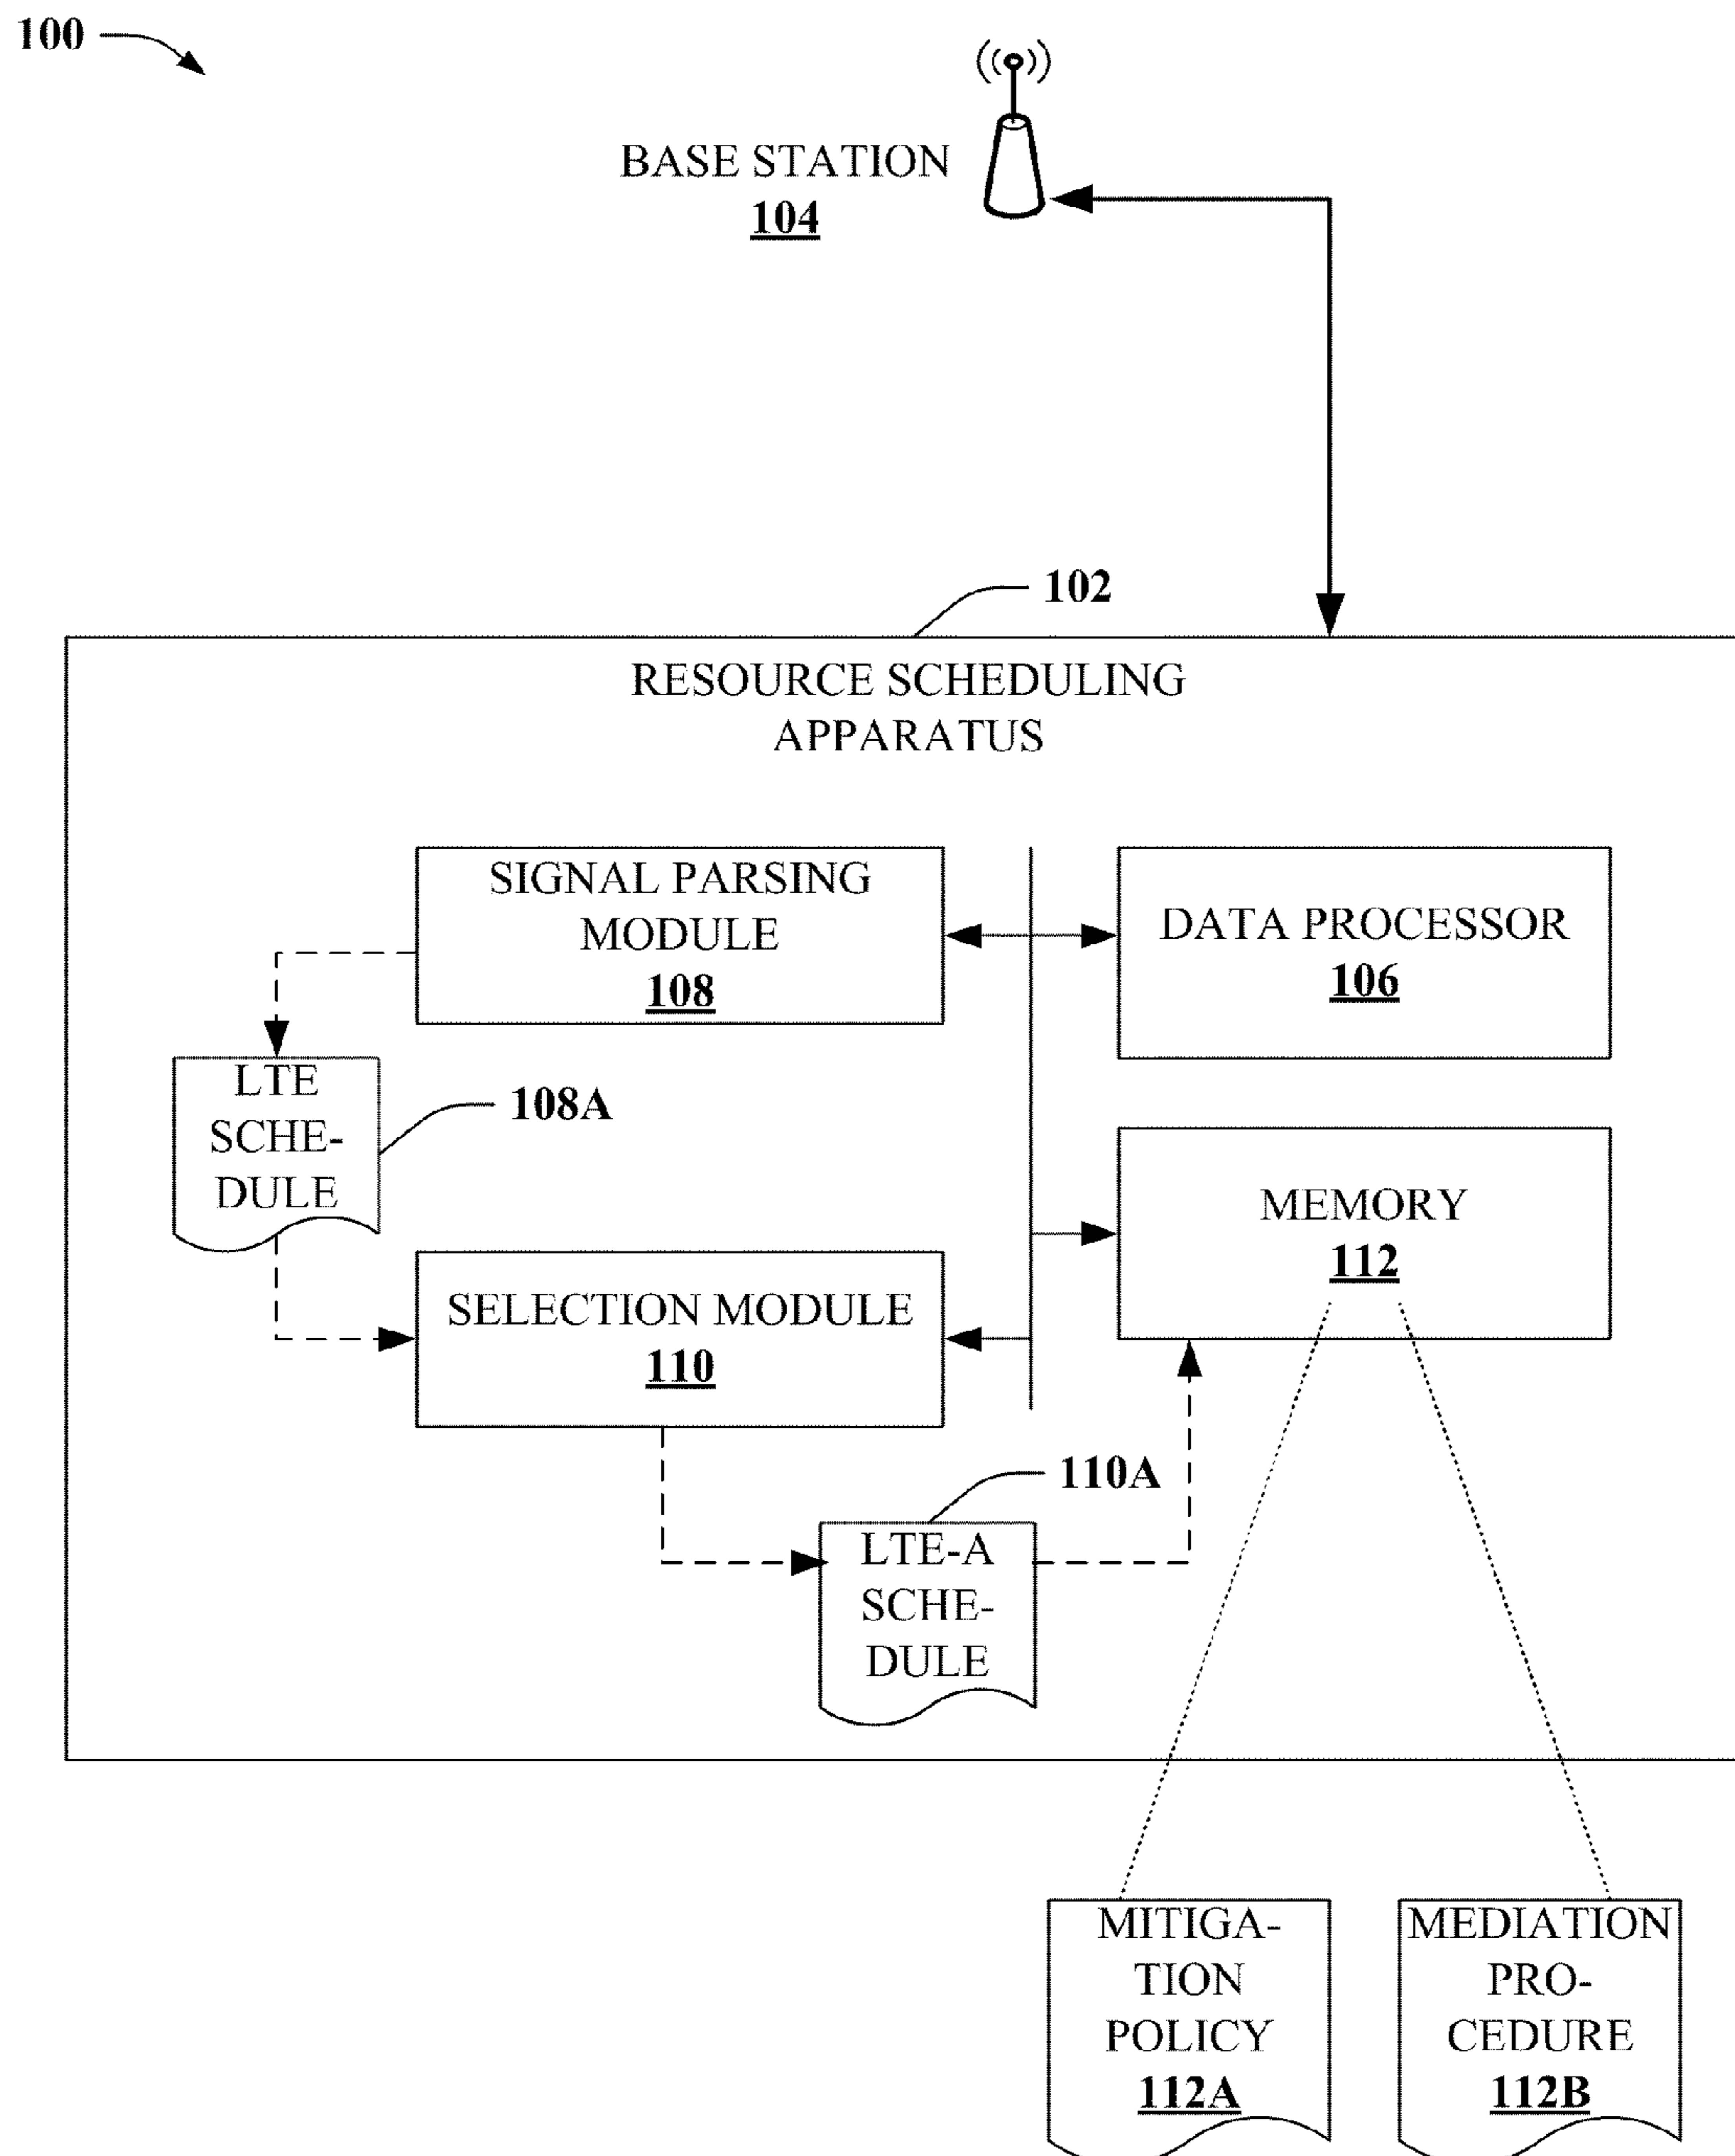 100
BASE STATION
104
102
RESOURCE SCHEDULING
APPARATUS
SIGNAL PARSING
MODULE
108
DATA PROCESSOR
106
LTE
SCHE-
DULE
108A
MEMORY
112
SELECTION MODULE
110
110A
LTE-A
SCHE-
DULE
MITIGA-
TION
POLICY
112A
MEDIATION
PRO-
CEDURE
112B